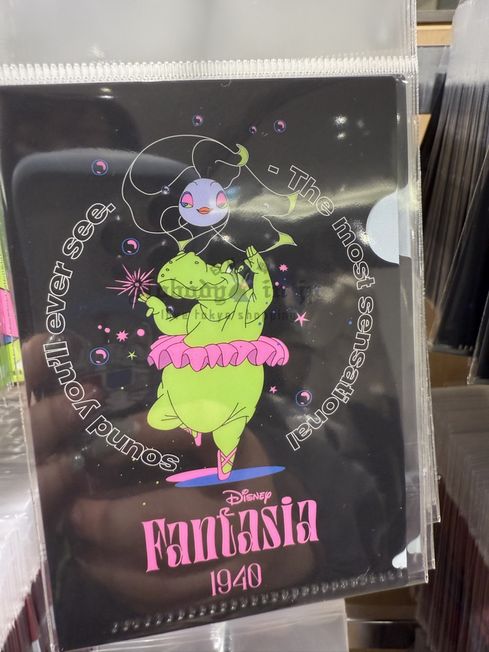 - The most sensational
sound you'll ever see.
Disney
Fantasia
1940